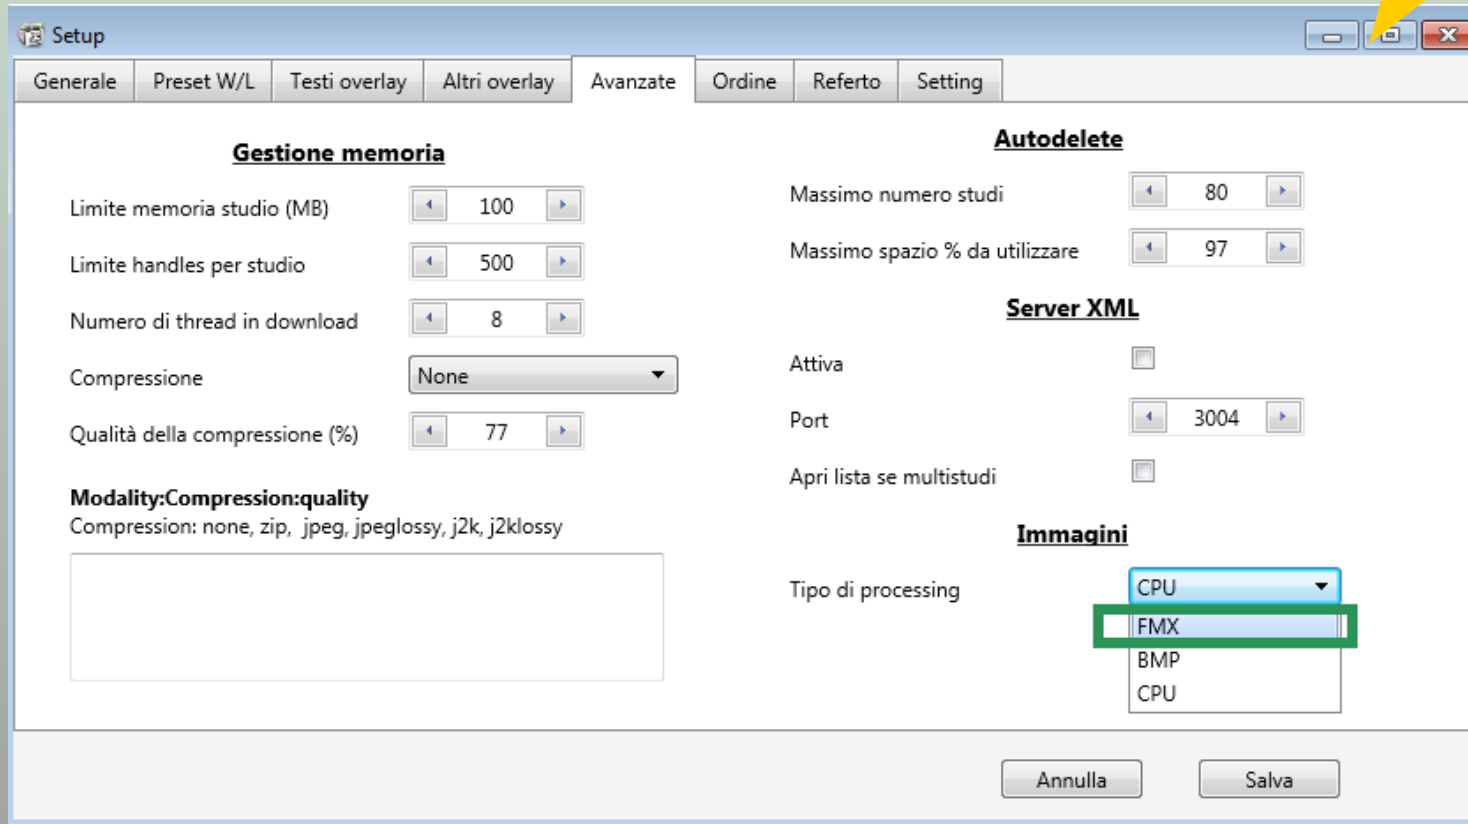 Setup
Generale Preset W/L Testi overlay Altri overlay Avanzate Ordine Referto Setting
Gestione memoria
Limite memoria studio (MB) 100
Limite handles per studio 500
Numero di thread in download 8
Compressione None
Qualità della compressione (%) 77
Modality:Compression:quality
Compression: none, zip, jpeg, jpeglossy, j2k, j2klossy
Autodelete
Massimo numero studi 80
Massimo spazio % da utilizzare 97
Server XML
Attiva
Port 3004
Apri lista se multistudi
Immagini
Tipo di processing CPU
FMX
BMP
CPU
Annulla Salva